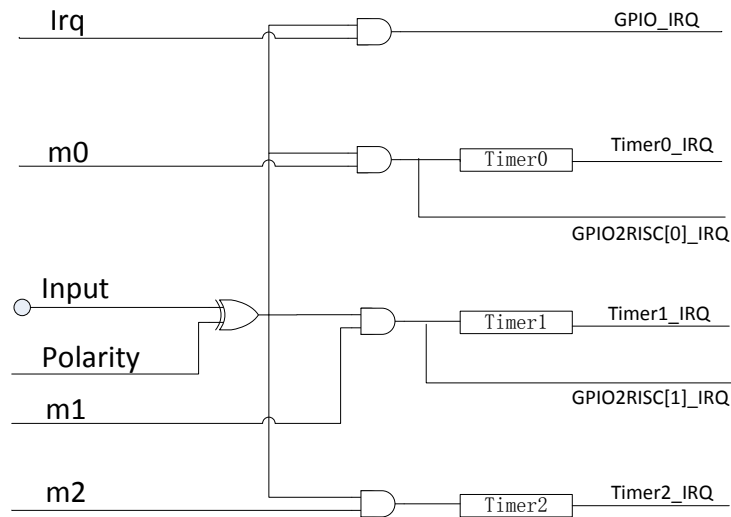 Irq
GPIO_IRQ
m0
Timer0
Timer0_IRQ
GPIO2RISC[0]_IRQ
Input
Timer1
Timer1_IRQ
Polarity
m1
GPIO2RISC[1]_IRQ
m2
Timer2
Timer2_IRQ